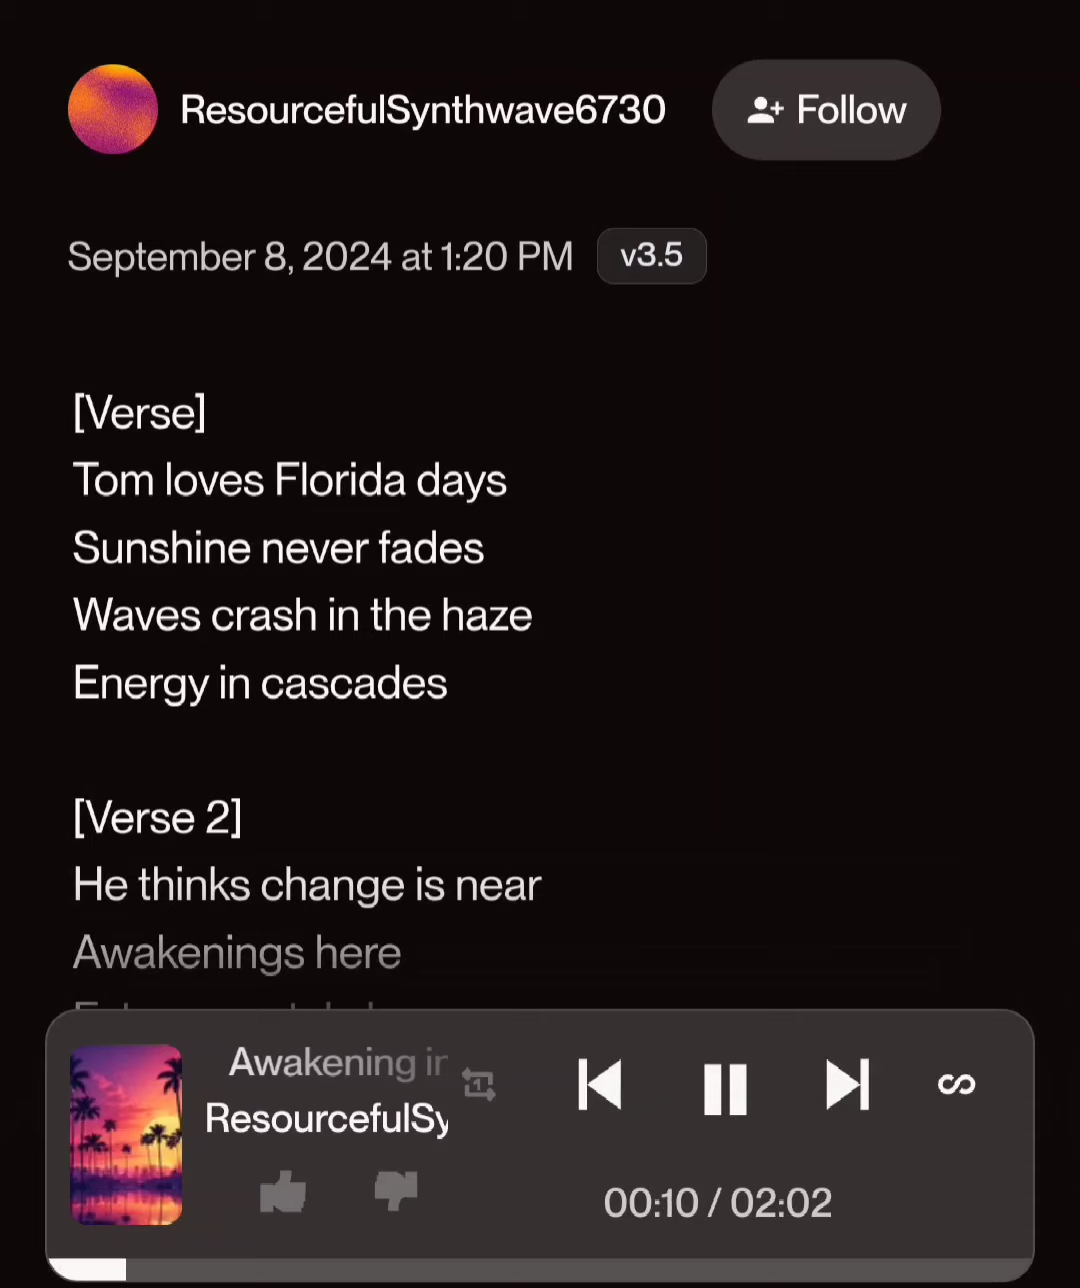 ResourcefulSynthwave6730
Follow
September 8, 2024 at 1:20 PM
v3.5
[Verse]
Tom loves Florida days
Sunshine never fades
Waves crash in the haze
Energy in cascades
[Verse 2]
He thinks change is near
Awakenings here
Awakening in
ResourcefulSy
1
00:10 / 02:02